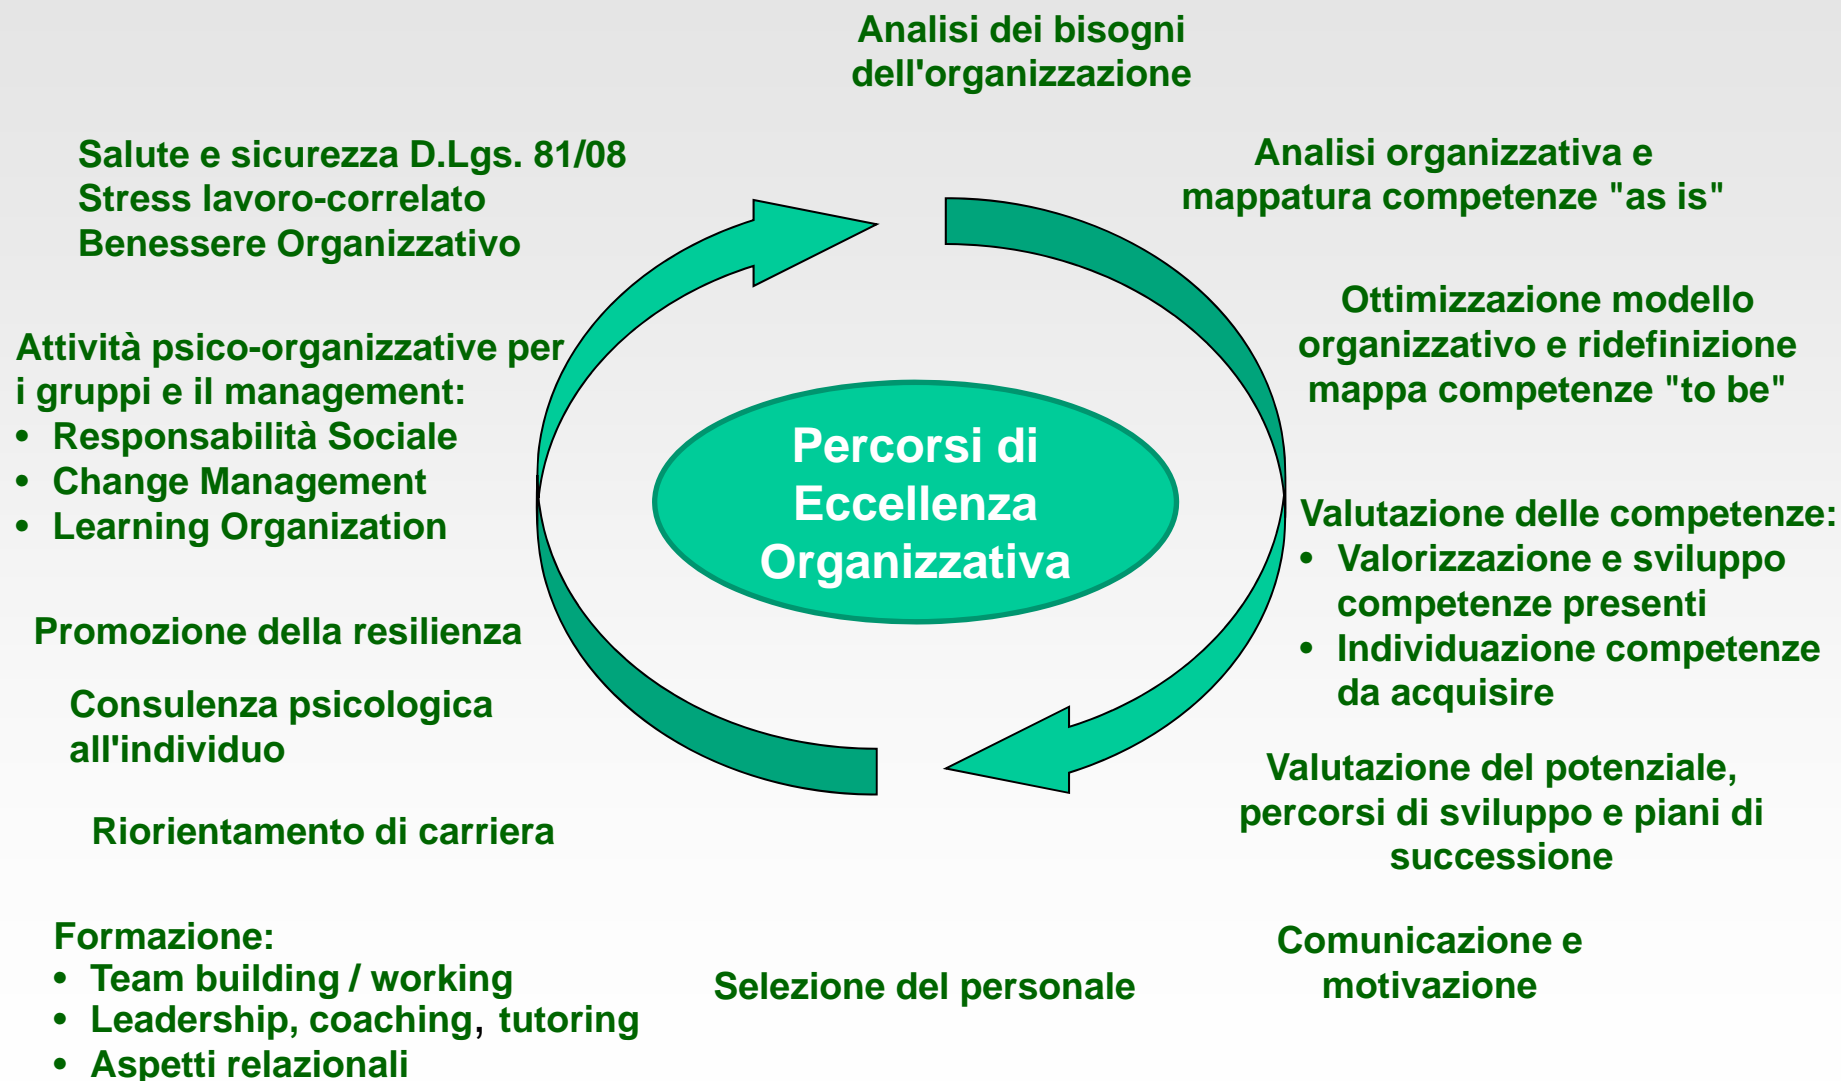 Analisi dei bisogni
dell'organizzazione
Analisi organizzativa e
mappatura competenze "as is"
Ottimizzazione modello
organizzativo e ridefinizione
mappa competenze "to be"
Valutazione delle competenze:
• Valorizzazione e sviluppo
competenze presenti
• Individuazione competenze
da acquisire
Valutazione del potenziale,
percorsi di sviluppo e piani di
successione
Comunicazione e
motivazione
Selezione del personale
Formazione:
• Team building / working
• Leadership, coaching, tutoring
• Aspetti relazionali
Riorientamento di carriera
Consulenza psicologica
all'individuo
Promozione della resilienza
Attività psico-organizzative per
i gruppi e il management:
• Responsabilità Sociale
• Change Management
• Learning Organization
Salute e sicurezza D.Lgs. 81/08
Stress lavoro-correlato
Benessere Organizzativo
Percorsi di
Eccellenza
Organizzativa